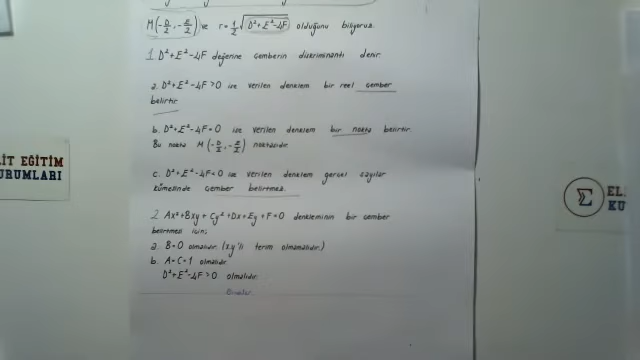 M(-D/2, -E/2) ve r=1/2√D²+E²-4F olduğunu biliyoruz.
1. D²+E²-4F değerine çemberin diskriminantı denir.
a. D²+E²-4F>0 ise verilen denklem bir reel çember
belirtir.
b. D²+E²-4F=0 ise verilen denklem bir nokta belirtir.
Bu nokta M(-D/2, -E/2) noktasıdır.
c. D²+E²-4F<0 ise verilen denklem gerçel sayılar
kümesinde çember belirtmez.
2. Ax²+Bxy+Cy²+Dx+Ey+F=0 denkleminin bir çember
belirtmesi için;
a. B=0 olmalıdır. (x.y'li terim olmamalıdır.)
b. A=C=1 olmalıdır
D²+E²-4F>0 olmalıdır.
LİT EĞİTİM
URUMLARI
Σ
EL
KU